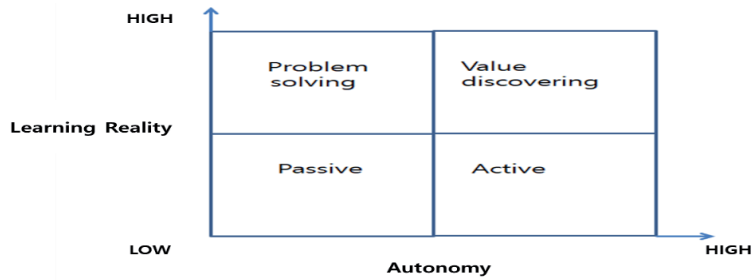 HIGH
Problem
solving
Value
discovering
Learning Reality
Passive
Active
LOW
HIGH
Autonomy